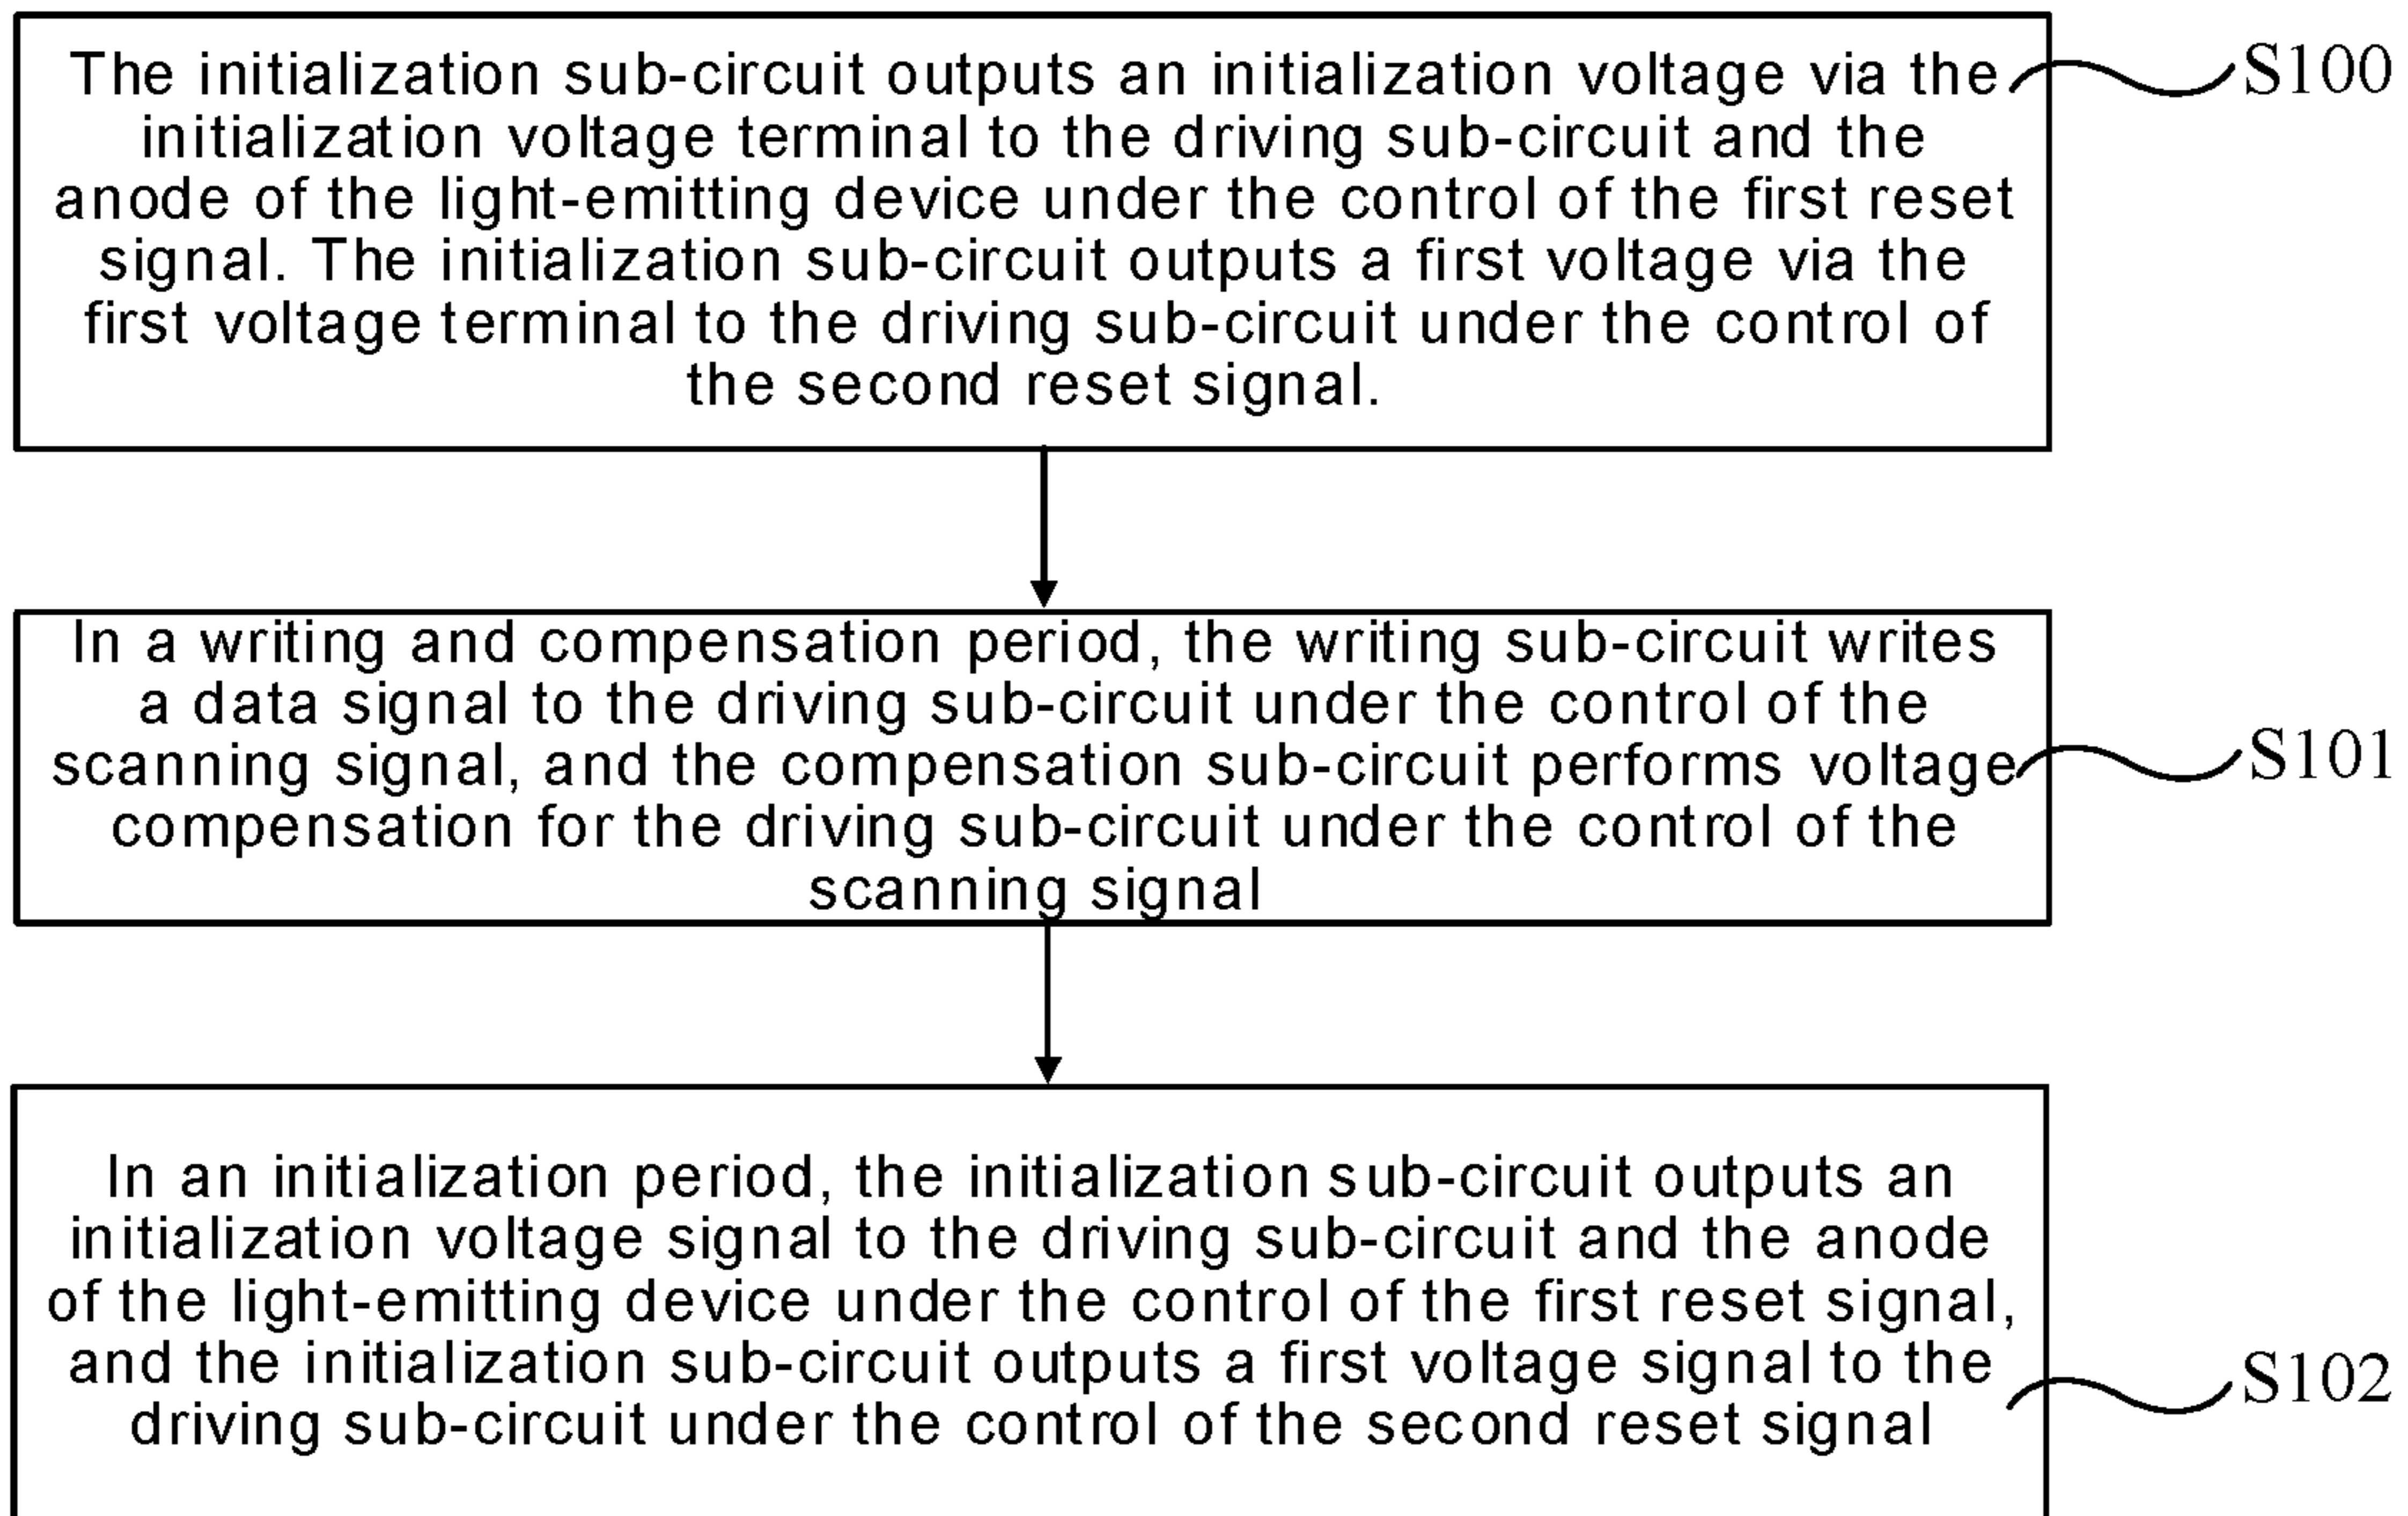 The initialization sub-circuit outputs an initialization voltage via the
initialization voltage terminal to the driving sub-circuit and the
anode of the light-emitting device under the control of the first reset
signal. The initialization sub-circuit outputs a first voltage via the
first voltage terminal to the driving sub-circuit under the control of
the second reset signal.
S100
In a writing and compensation period, the writing sub-circuit writes
a data signal to the driving sub-circuit under the control of the
scanning signal, and the compensation sub-circuit performs voltage
compensation for the driving sub-circuit under the control of the
scanning signal
S101
In an initialization period, the initialization sub-circuit outputs an
initialization voltage signal to the driving sub-circuit and the anode
of the light-emitting device under the control of the first reset signal,
and the initialization sub-circuit outputs a first voltage signal to the
driving sub-circuit under the control of the second reset signal
S102